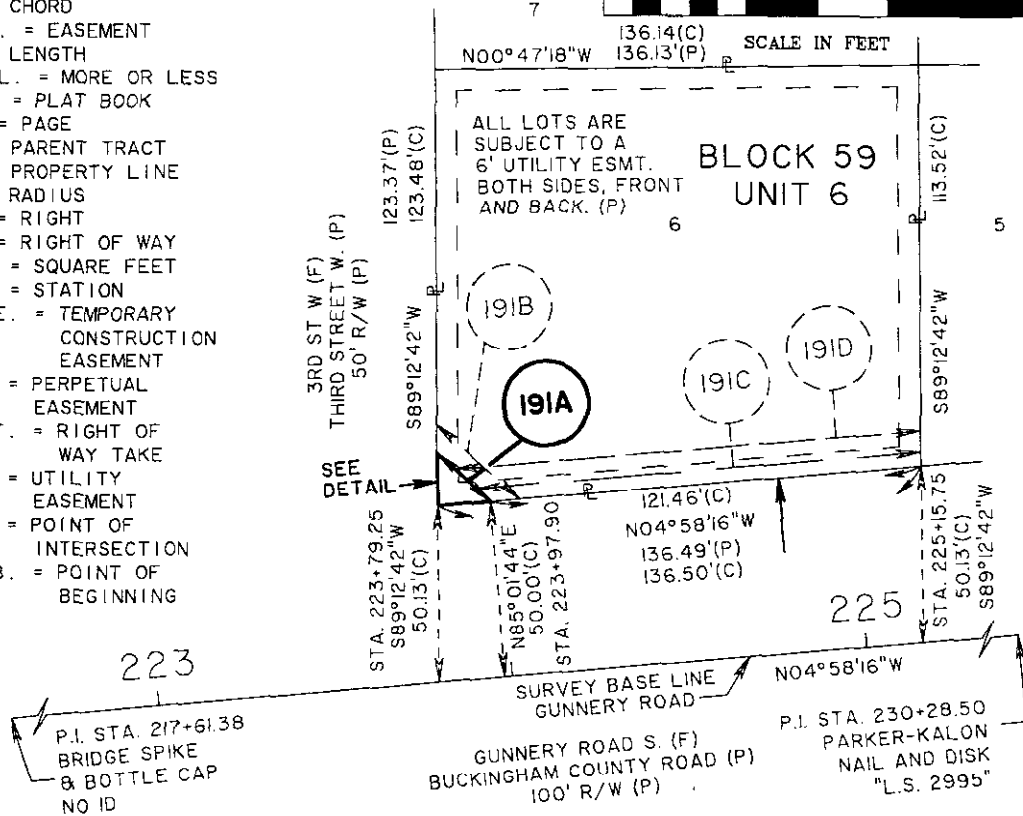 CHORD
. = EASEMENT
LENGTH
L. = MORE OR LESS
= PLAT BOOK
= PAGE
PARENT TRACT
PROPERTY LINE
RADIUS
= RIGHT
= RIGHT OF WAY
= SQUARE FEET
= STATION
E. = TEMPORARY
CONSTRUCTION
EASEMENT
= PERPETUAL
EASEMENT
. = RIGHT OF
WAY TAKE
= UTILITY
EASEMENT
= POINT OF
INTERSECTION
B. = POINT OF
BEGINNING
7
SCALE IN FEET
N00°47'18"W
136.14'(C)
136.13'(P)
PL
ALL LOTS ARE
SUBJECT TO A
6' UTILITY ESMT.
BOTH SIDES, FRONT
AND BACK. (P)
BLOCK 59
UNIT 6
6
5
123.37'(P)
123.48'(C)
113.52'(C)
PL
PL
3RD ST W (F)
THIRD STREET W. (P)
50' R/W (P)
S89°12'42"W
S89°12'42"W
191B
191A
191C
191D
SEE
DETAIL
PL
121.46'(C)
N04°58'16"W
136.49'(P)
136.50'(C)
STA. 223+79.25
S89°12'42"W
50.13'(C)
N85°01'44"E
50.00'(C)
STA. 223+97.90
STA. 225+15.75
50.13'(C)
S89°12'42"W
223
225
SURVEY BASE LINE
GUNNERY ROAD
N04°58'16"W
P.I. STA. 217+61.38
BRIDGE SPIKE
& BOTTLE CAP
NO ID
GUNNERY ROAD S. (F)
BUCKINGHAM COUNTY ROAD (P)
100' R/W (P)
P.I. STA. 230+28.50
PARKER-KALON
NAIL AND DISK
"L.S. 2995"